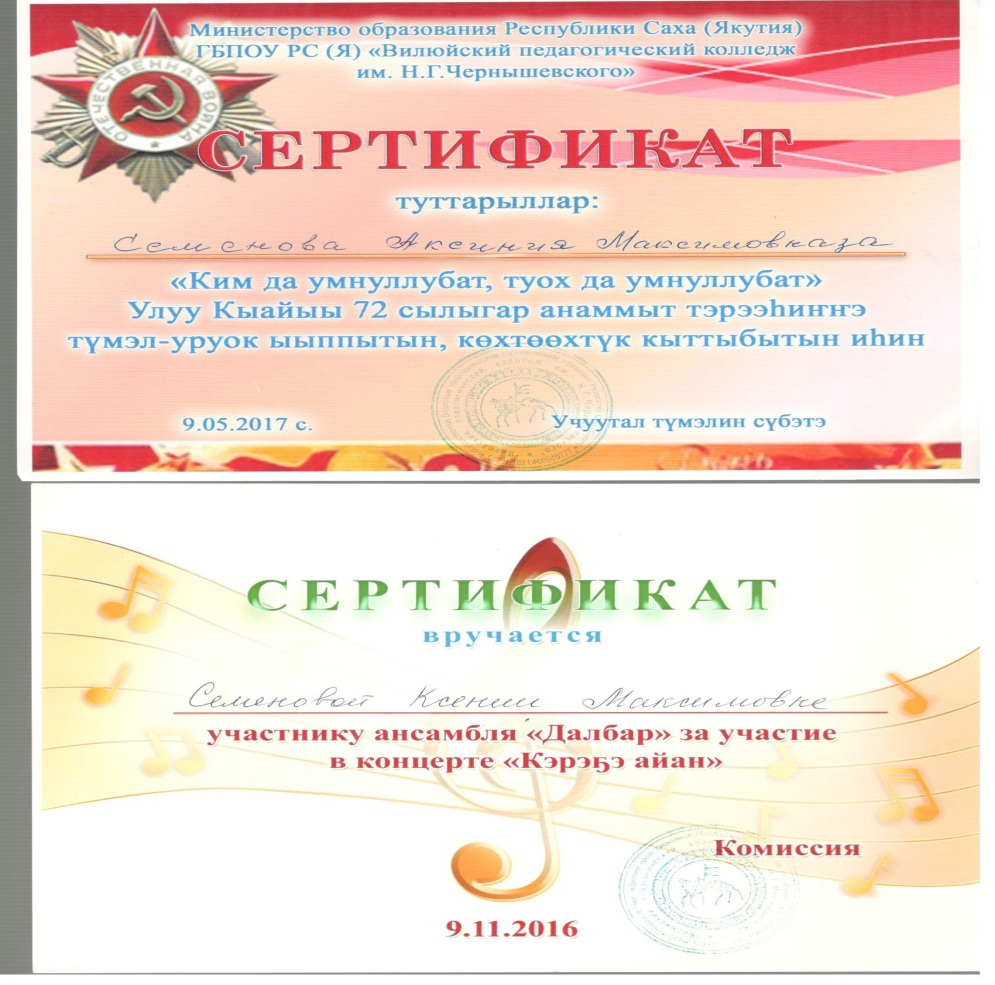 Министерство образования Республики Саха (Якутия)
ГБПОУ РС (Я) «Вилюйский педагогический колледж
им. Н.Г.Чернышевского»
ОТЕЧЕСТВЕННАЯ ВОЙНА
СЕРТИФИКАТ
туттарыллар:
Семенова Аксиния Максимовнаҕа
«Ким да умнуллубат, туох да умнуллубат»
Улуу Кыайыы 72 сылыгар анаммыт тэрээһиҥҥэ
түмэл-уруок ыыппытын, көхтөөхтүк кыттыбытын иһин
9.05.2017 с.
Учуутал түмэлин сүбэтэ
СЕРТИФИКАТ
вручается
Семеновой Ксении Максимовне
участнику ансамбля «Далбар» за участие
в концерте «Кэрэҕэ айан»
Комиссия
9.11.2016